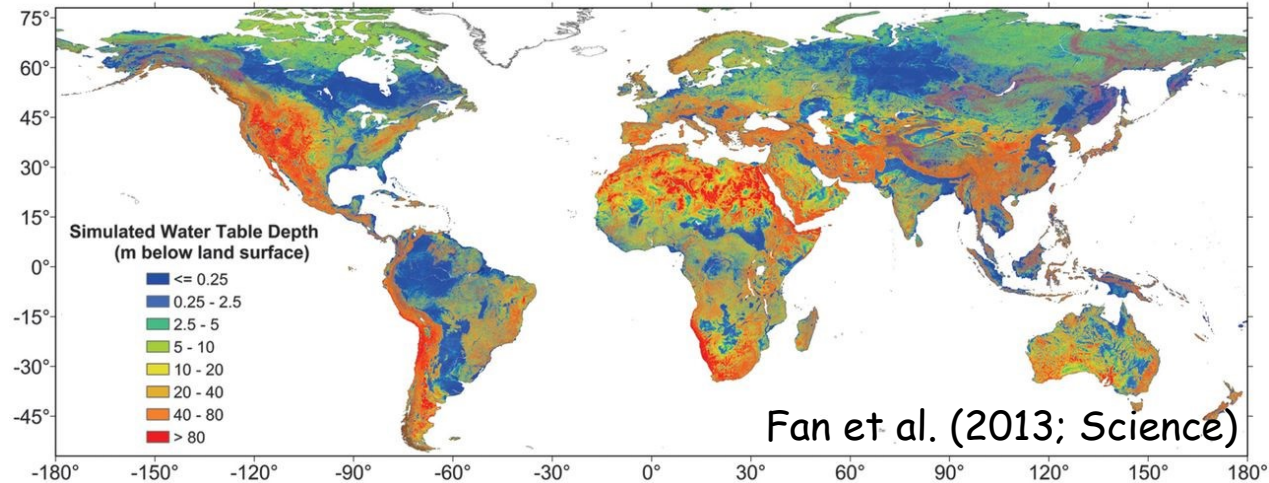 75°
60°
45°
30°
15°
0°
-15°
-30°
-45°
Simulated Water Table Depth
(m below land surface)
<= 0.25
0.25 - 2.5
2.5 - 5
5 - 10
10 - 20
20 - 40
40 - 80
> 80
Fan et al. (2013; Science)
-180° -150° -120° -90° -60° -30° 0° 30° 60° 90° 120° 150° 180°